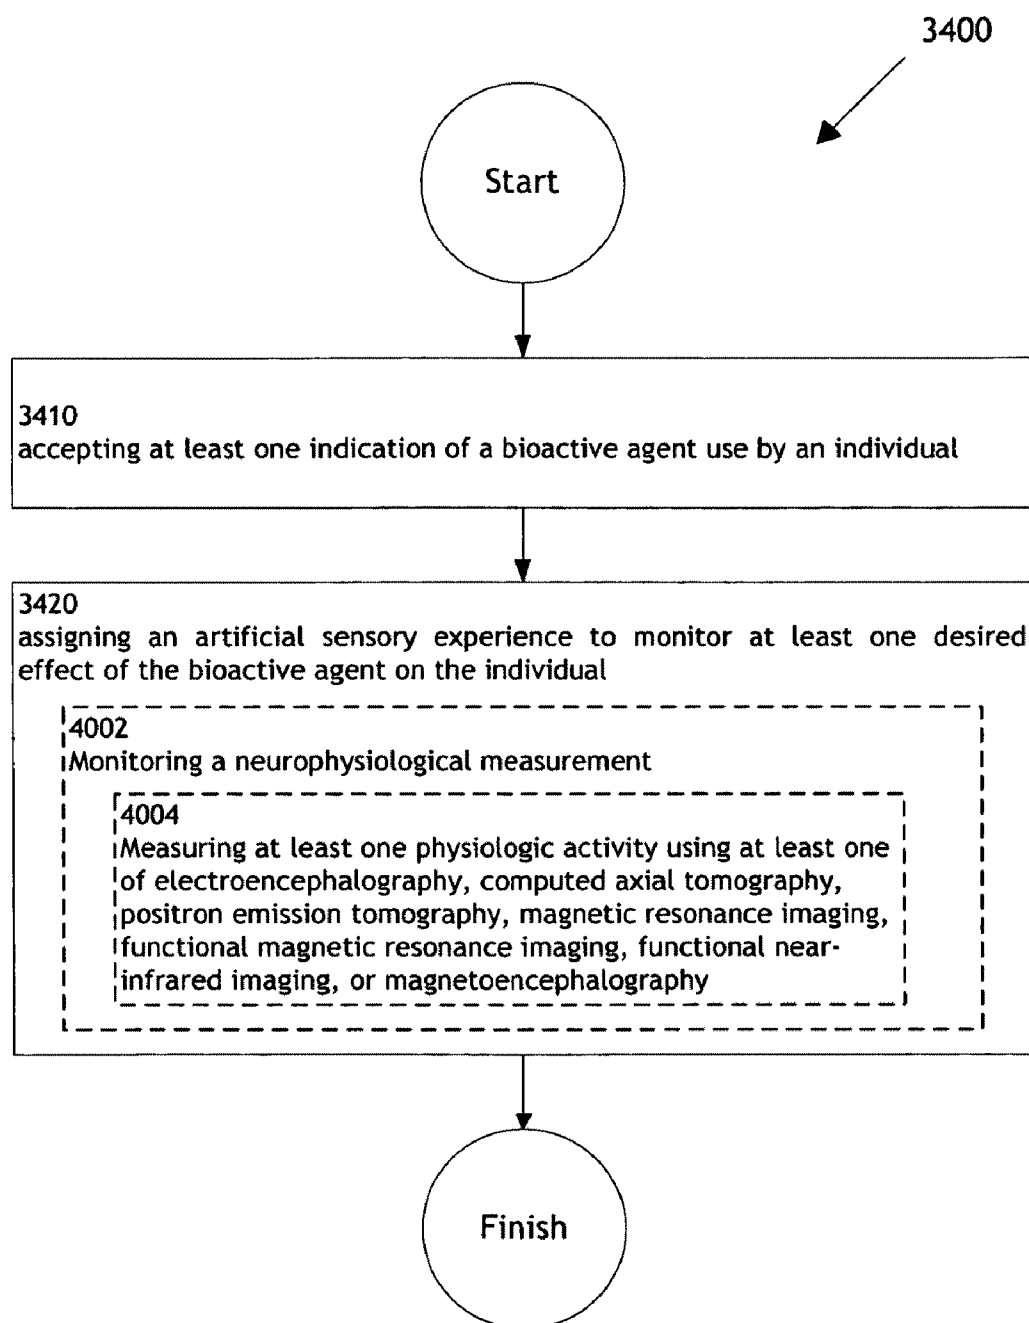 3400
Start
3410
accepting at least one indication of a bioactive agent use by an individual
3420
assigning an artificial sensory experience to monitor at least one desired
effect of the bioactive agent on the individual
4002
Monitoring a neurophysiological measurement
4004
Measuring at least one physiologic activity using at least one
of electroencephalography, computed axial tomography,
positron emission tomography, magnetic resonance imaging,
functional magnetic resonance imaging, functional near-
infrared imaging, or magnetoencephalography
Finish